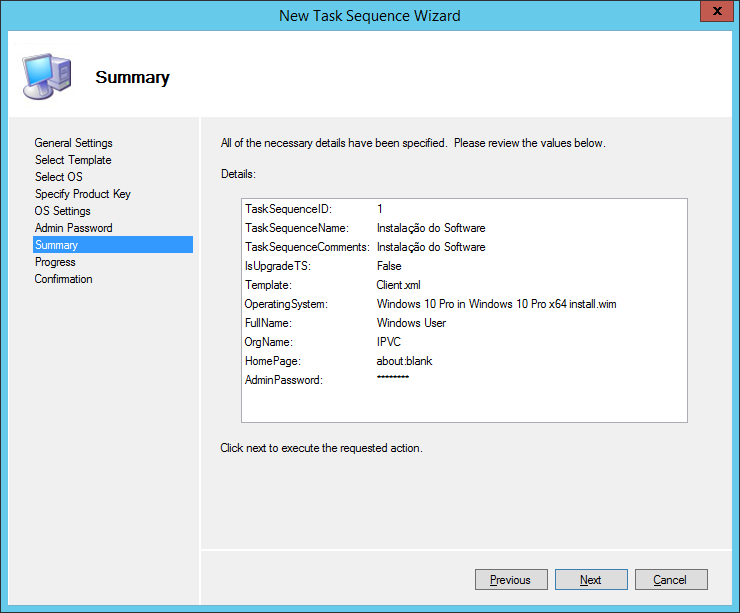 New Task Sequence Wizard
x
Summary
General Settings
Select Template
Select OS
Specify Product Key
OS Settings
Admin Password
Summary
Progress
Confirmation
All of the necessary details have been specified.  Please review the values below.
Details:
TaskSequenceID: 1
TaskSequenceName: Instalação do Software
TaskSequenceComments: Instalação do Software
IsUpgradeTS: False
Template: Client.xml
OperatingSystem: Windows 10 Pro in Windows 10 Pro x64 install.wim
FullName: Windows User
OrgName: IPVC
HomePage: about:blank
AdminPassword: ********
Click next to execute the requested action.
Previous Next Cancel